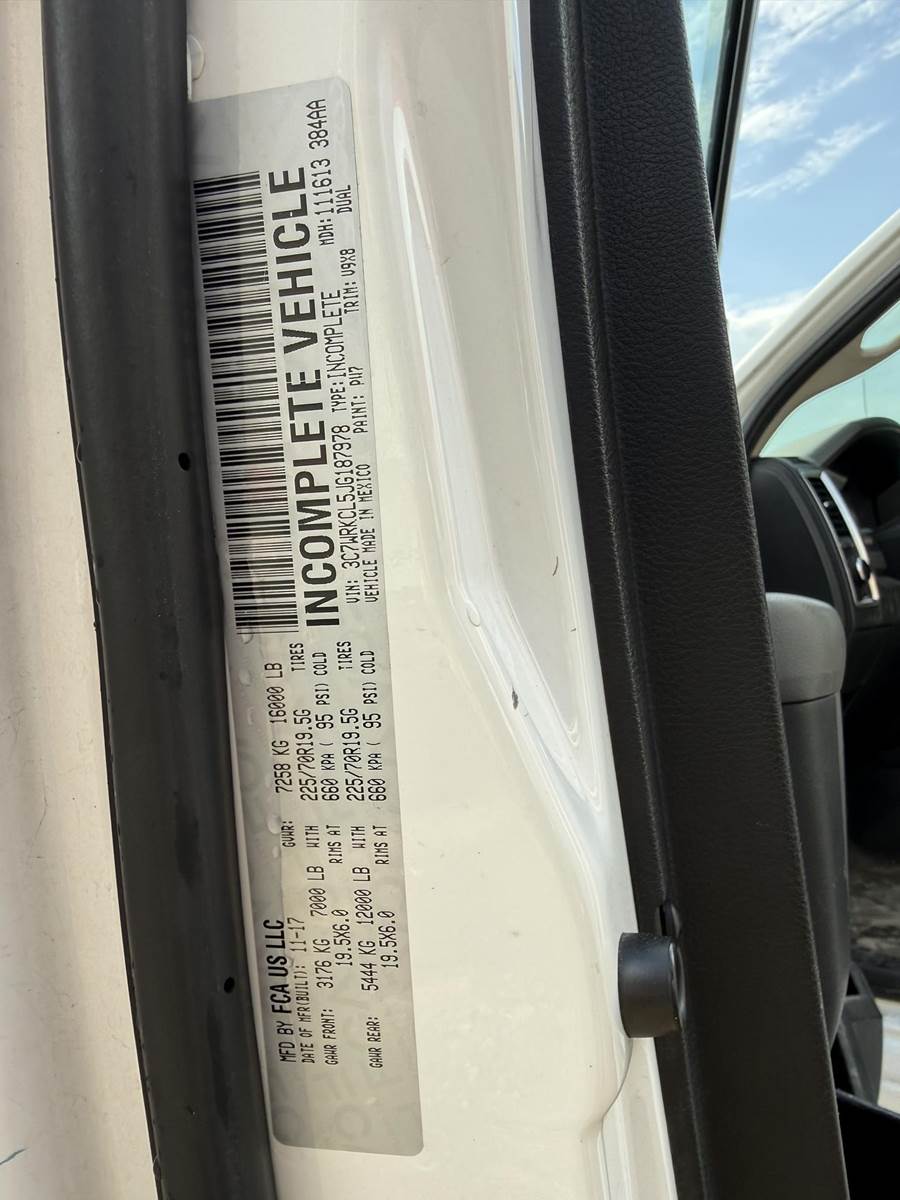 MFD BY FCA US LLC
DATE OF MFR(BUILT): 11-17 GVWR: 7258 KG 16000 LB
GAWR FRONT: 3176 KG 7000 LB WITH 225/70R19.5G TIRES
19.5X6.0 RIMS AT 660 KPA ( 95 PSI) COLD
GAWR REAR: 5444 KG 12000 LB WITH 225/70R19.5G TIRES
19.5X6.0 RIMS AT 660 KPA ( 95 PSI) COLD
INCOMPLETE VEHICLE
VIN: 3C7WRKCL5JG187978 TYPE: INCOMPLETE MDH: 111613 384AA
VEHICLE MADE IN MEXICO PAINT: PW7 TRIM: V9X8 DUAL